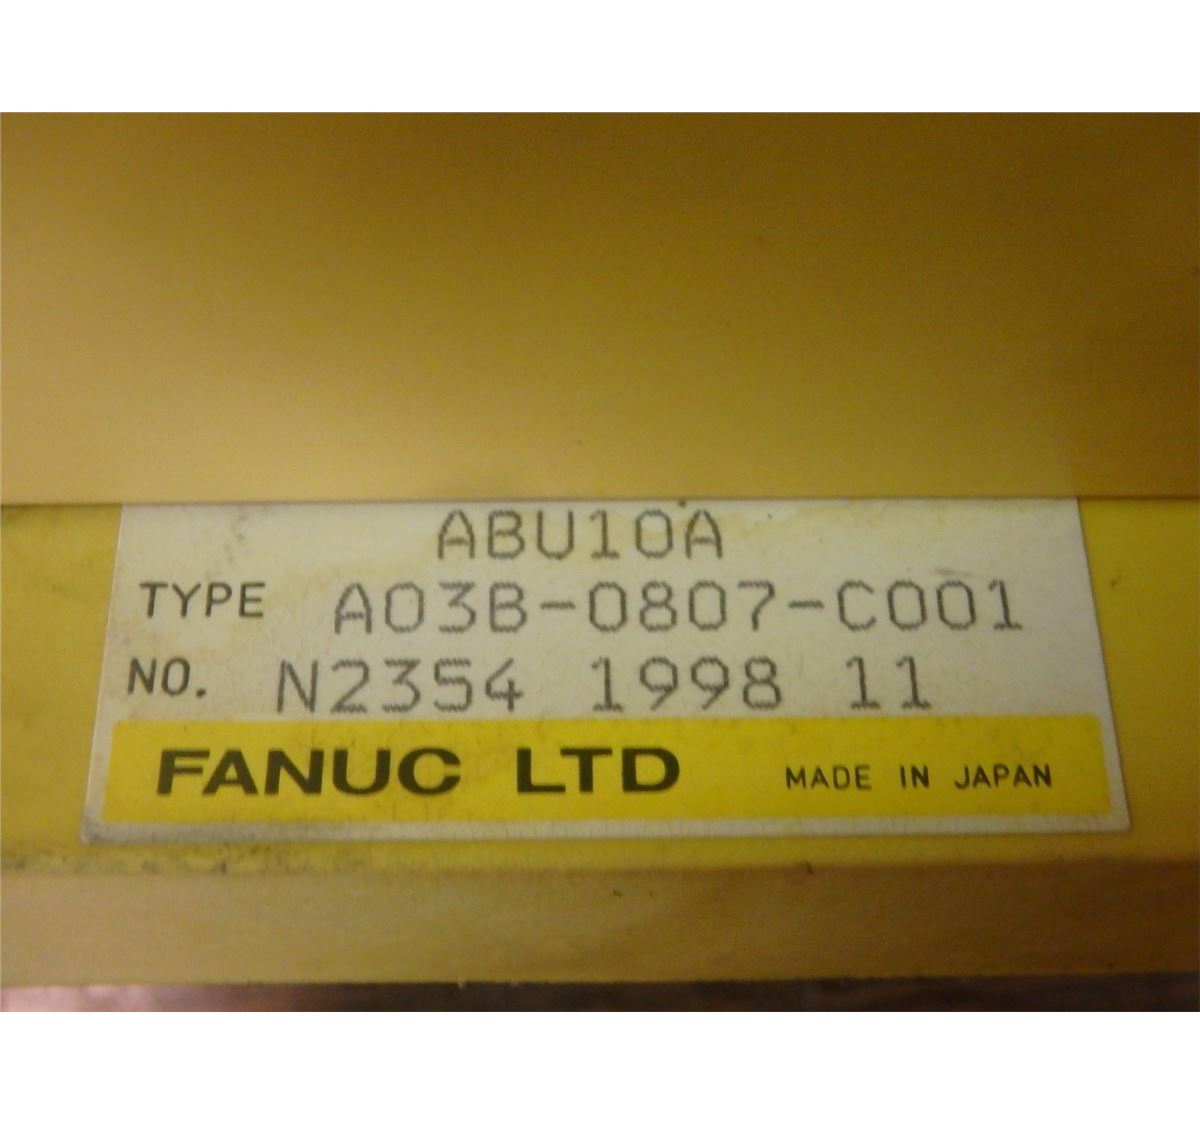 ABU10A
TYPE A03B-0807-C001
NO. N2354 1998 11
FANUC LTD MADE IN JAPAN